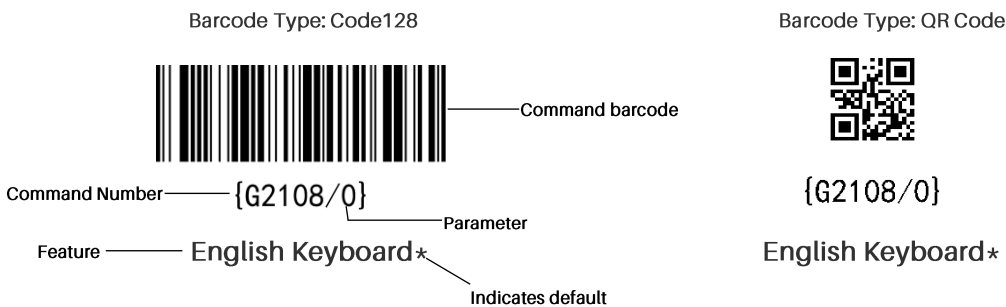 Barcode Type: Code128
Barcode Type: QR Code
Command barcode
Command Number
{G2108/0}
{G2108/0}
Parameter
Feature
English Keyboard*
English Keyboard*
Indicates default